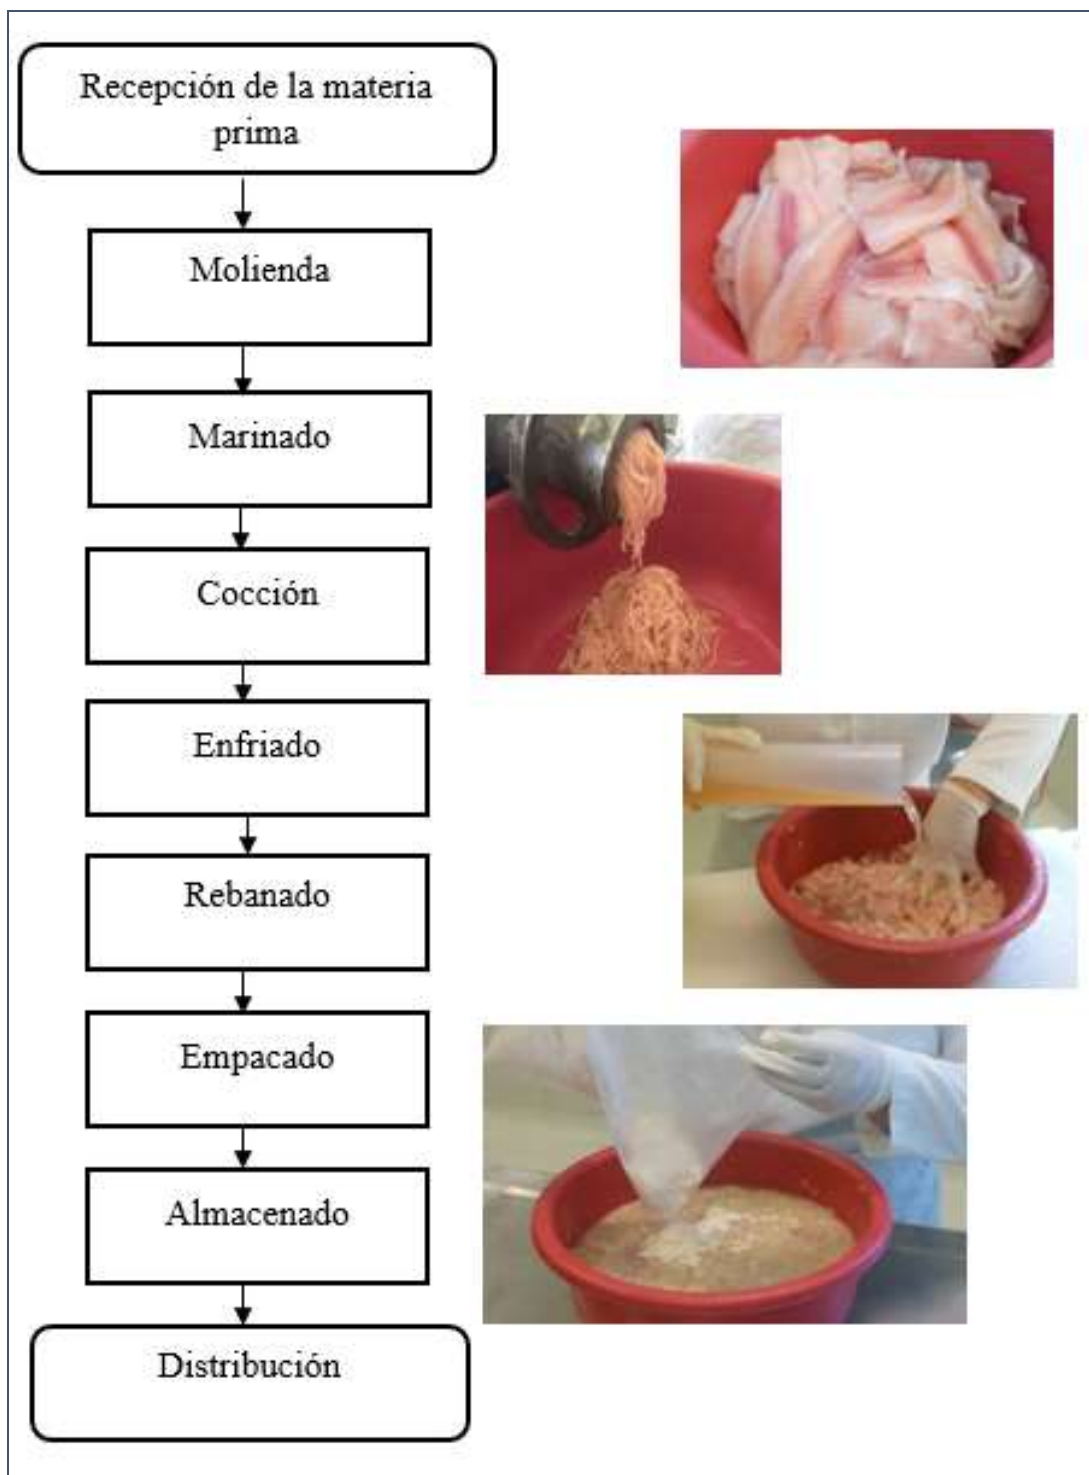 Recepción de la materia
prima
Molienda
Marinado
Cocción
Enfriado
Rebanado
Empacado
Almacenado
Distribución